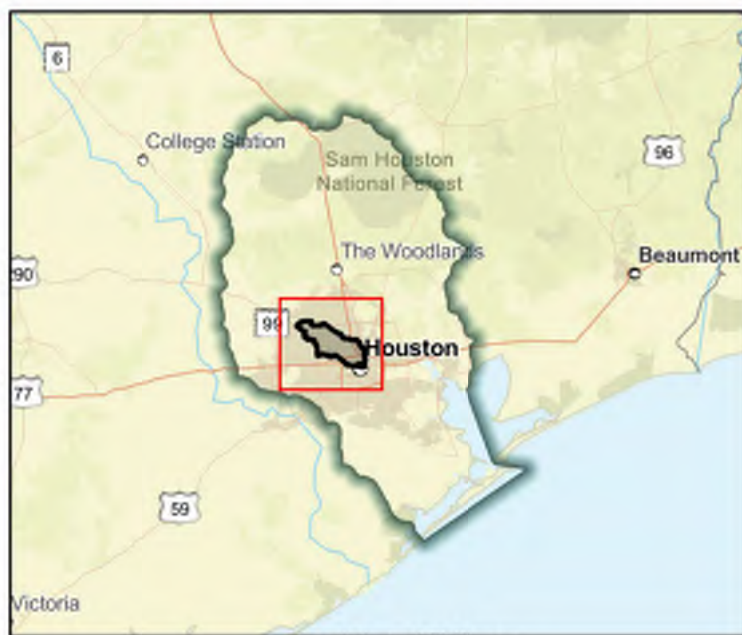 6
College Station
Sam Houston
National Forest
96
The Woodlands
Beaumont
90
99
Houston
77
59
Victoria